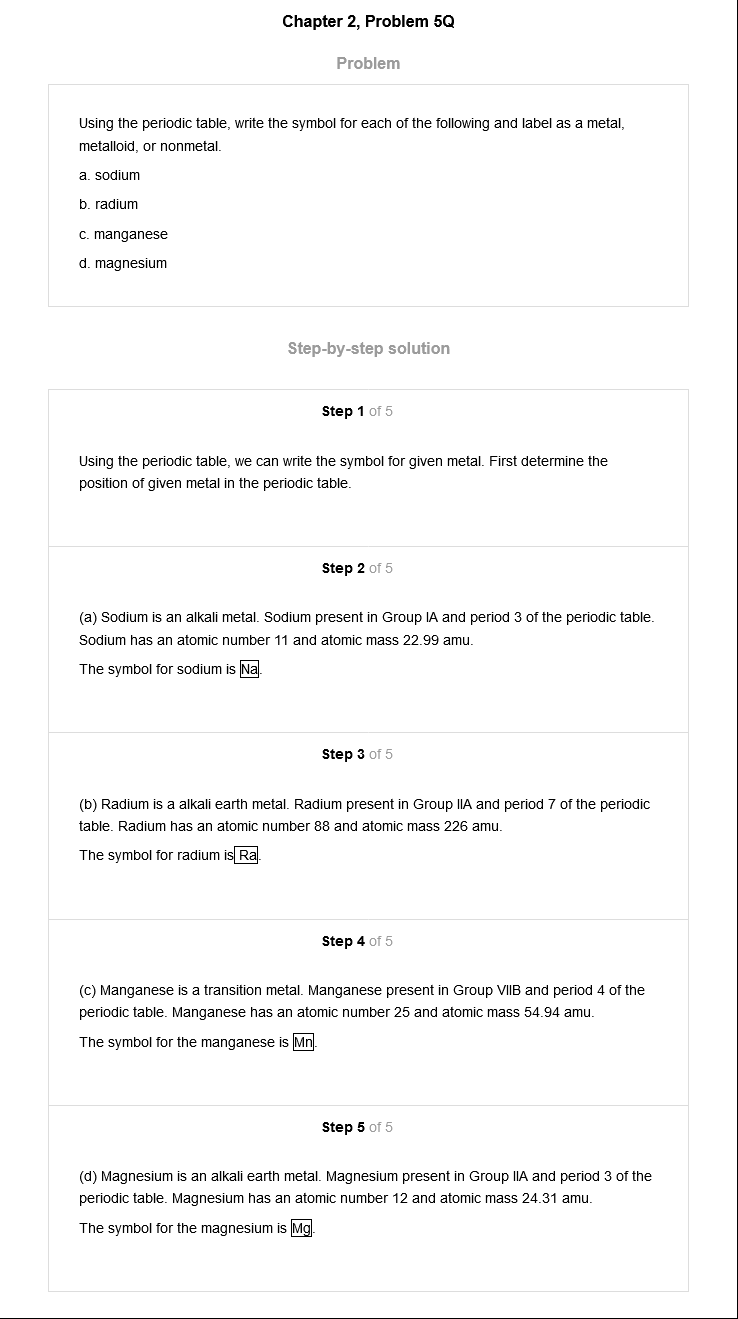 Chapter 2, Problem 5Q
Problem
Using the periodic table, write the symbol for each of the following and label as a metal,
metalloid, or nonmetal.
a. sodium
b. radium
c. manganese
d. magnesium
Step-by-step solution
Step 1 of 5
Using the periodic table, we can write the symbol for given metal. First determine the
position of given metal in the periodic table.
Step 2 of 5
(a) Sodium is an alkali metal. Sodium present in Group IA and period 3 of the periodic table.
Sodium has an atomic number 11 and atomic mass 22.99 amu.
The symbol for sodium is Na.
Step 3 of 5
(b) Radium is a alkali earth metal. Radium present in Group IIA and period 7 of the periodic
table. Radium has an atomic number 88 and atomic mass 226 amu.
The symbol for radium is Ra.
Step 4 of 5
(c) Manganese is a transition metal. Manganese present in Group VIIB and period 4 of the
periodic table. Manganese has an atomic number 25 and atomic mass 54.94 amu.
The symbol for the manganese is Mn.
Step 5 of 5
(d) Magnesium is an alkali earth metal. Magnesium present in Group IIA and period 3 of the
periodic table. Magnesium has an atomic number 12 and atomic mass 24.31 amu.
The symbol for the magnesium is Mg.